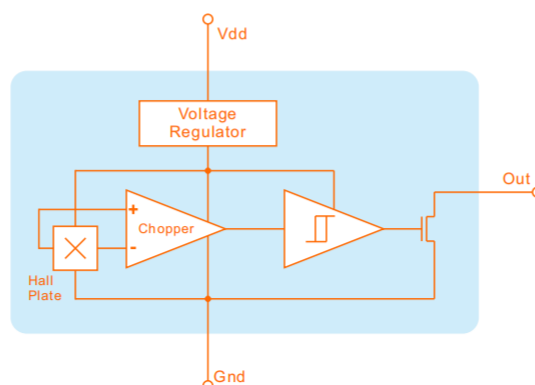 Vdd
Voltage
Regulator
Out
+
Chopper
-
Hall
Plate
Gnd